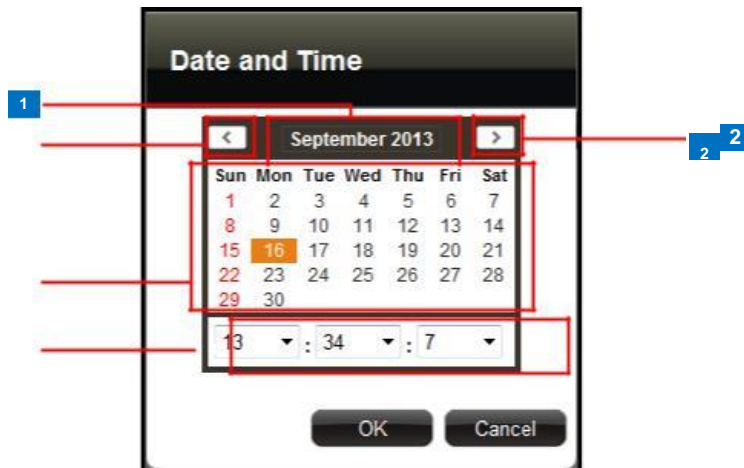 Date and Time
1
< September 2013 >
2
2
Sun Mon Tue Wed Thu Fri Sat
1 2 3 4 5 6 7
8 9 10 11 12 13 14
15 16 17 18 19 20 21
22 23 24 25 26 27 28
29 30
13 : 34 : 7
OK Cancel